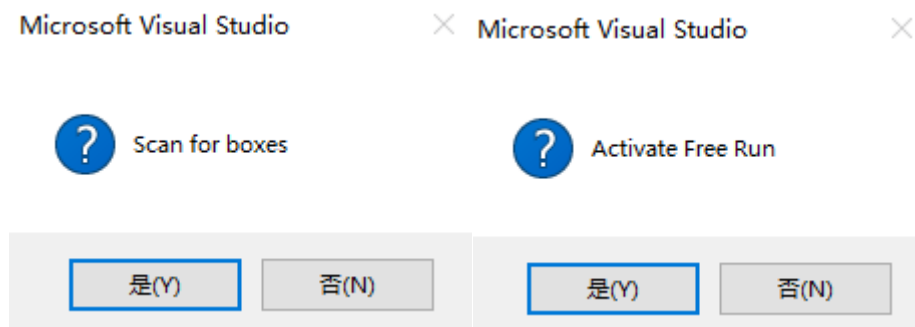 Microsoft Visual Studio
Scan for boxes
是(Y)
否(N)
Microsoft Visual Studio
Activate Free Run
是(Y)
否(N)